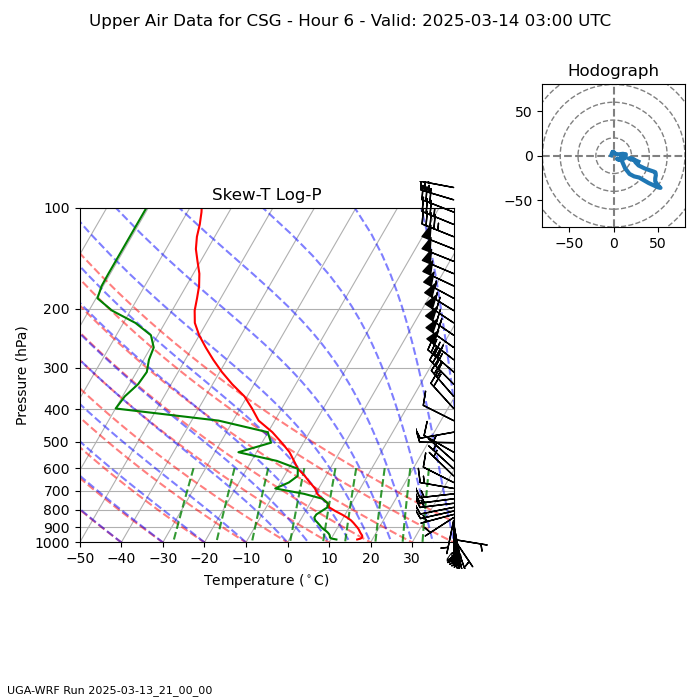 Upper Air Data for CSG - Hour 6 - Valid: 2025-03-14 03:00 UTC
Hodograph
50
0
−50
−50 0 50
Skew-T Log-P
100
200
300
400
500
600
700
800
900
1000
Pressure (hPa)
−50 −40 −30 −20 −10 0 10 20 30
Temperature (°C)
UGA-WRF Run 2025-03-13_21_00_00